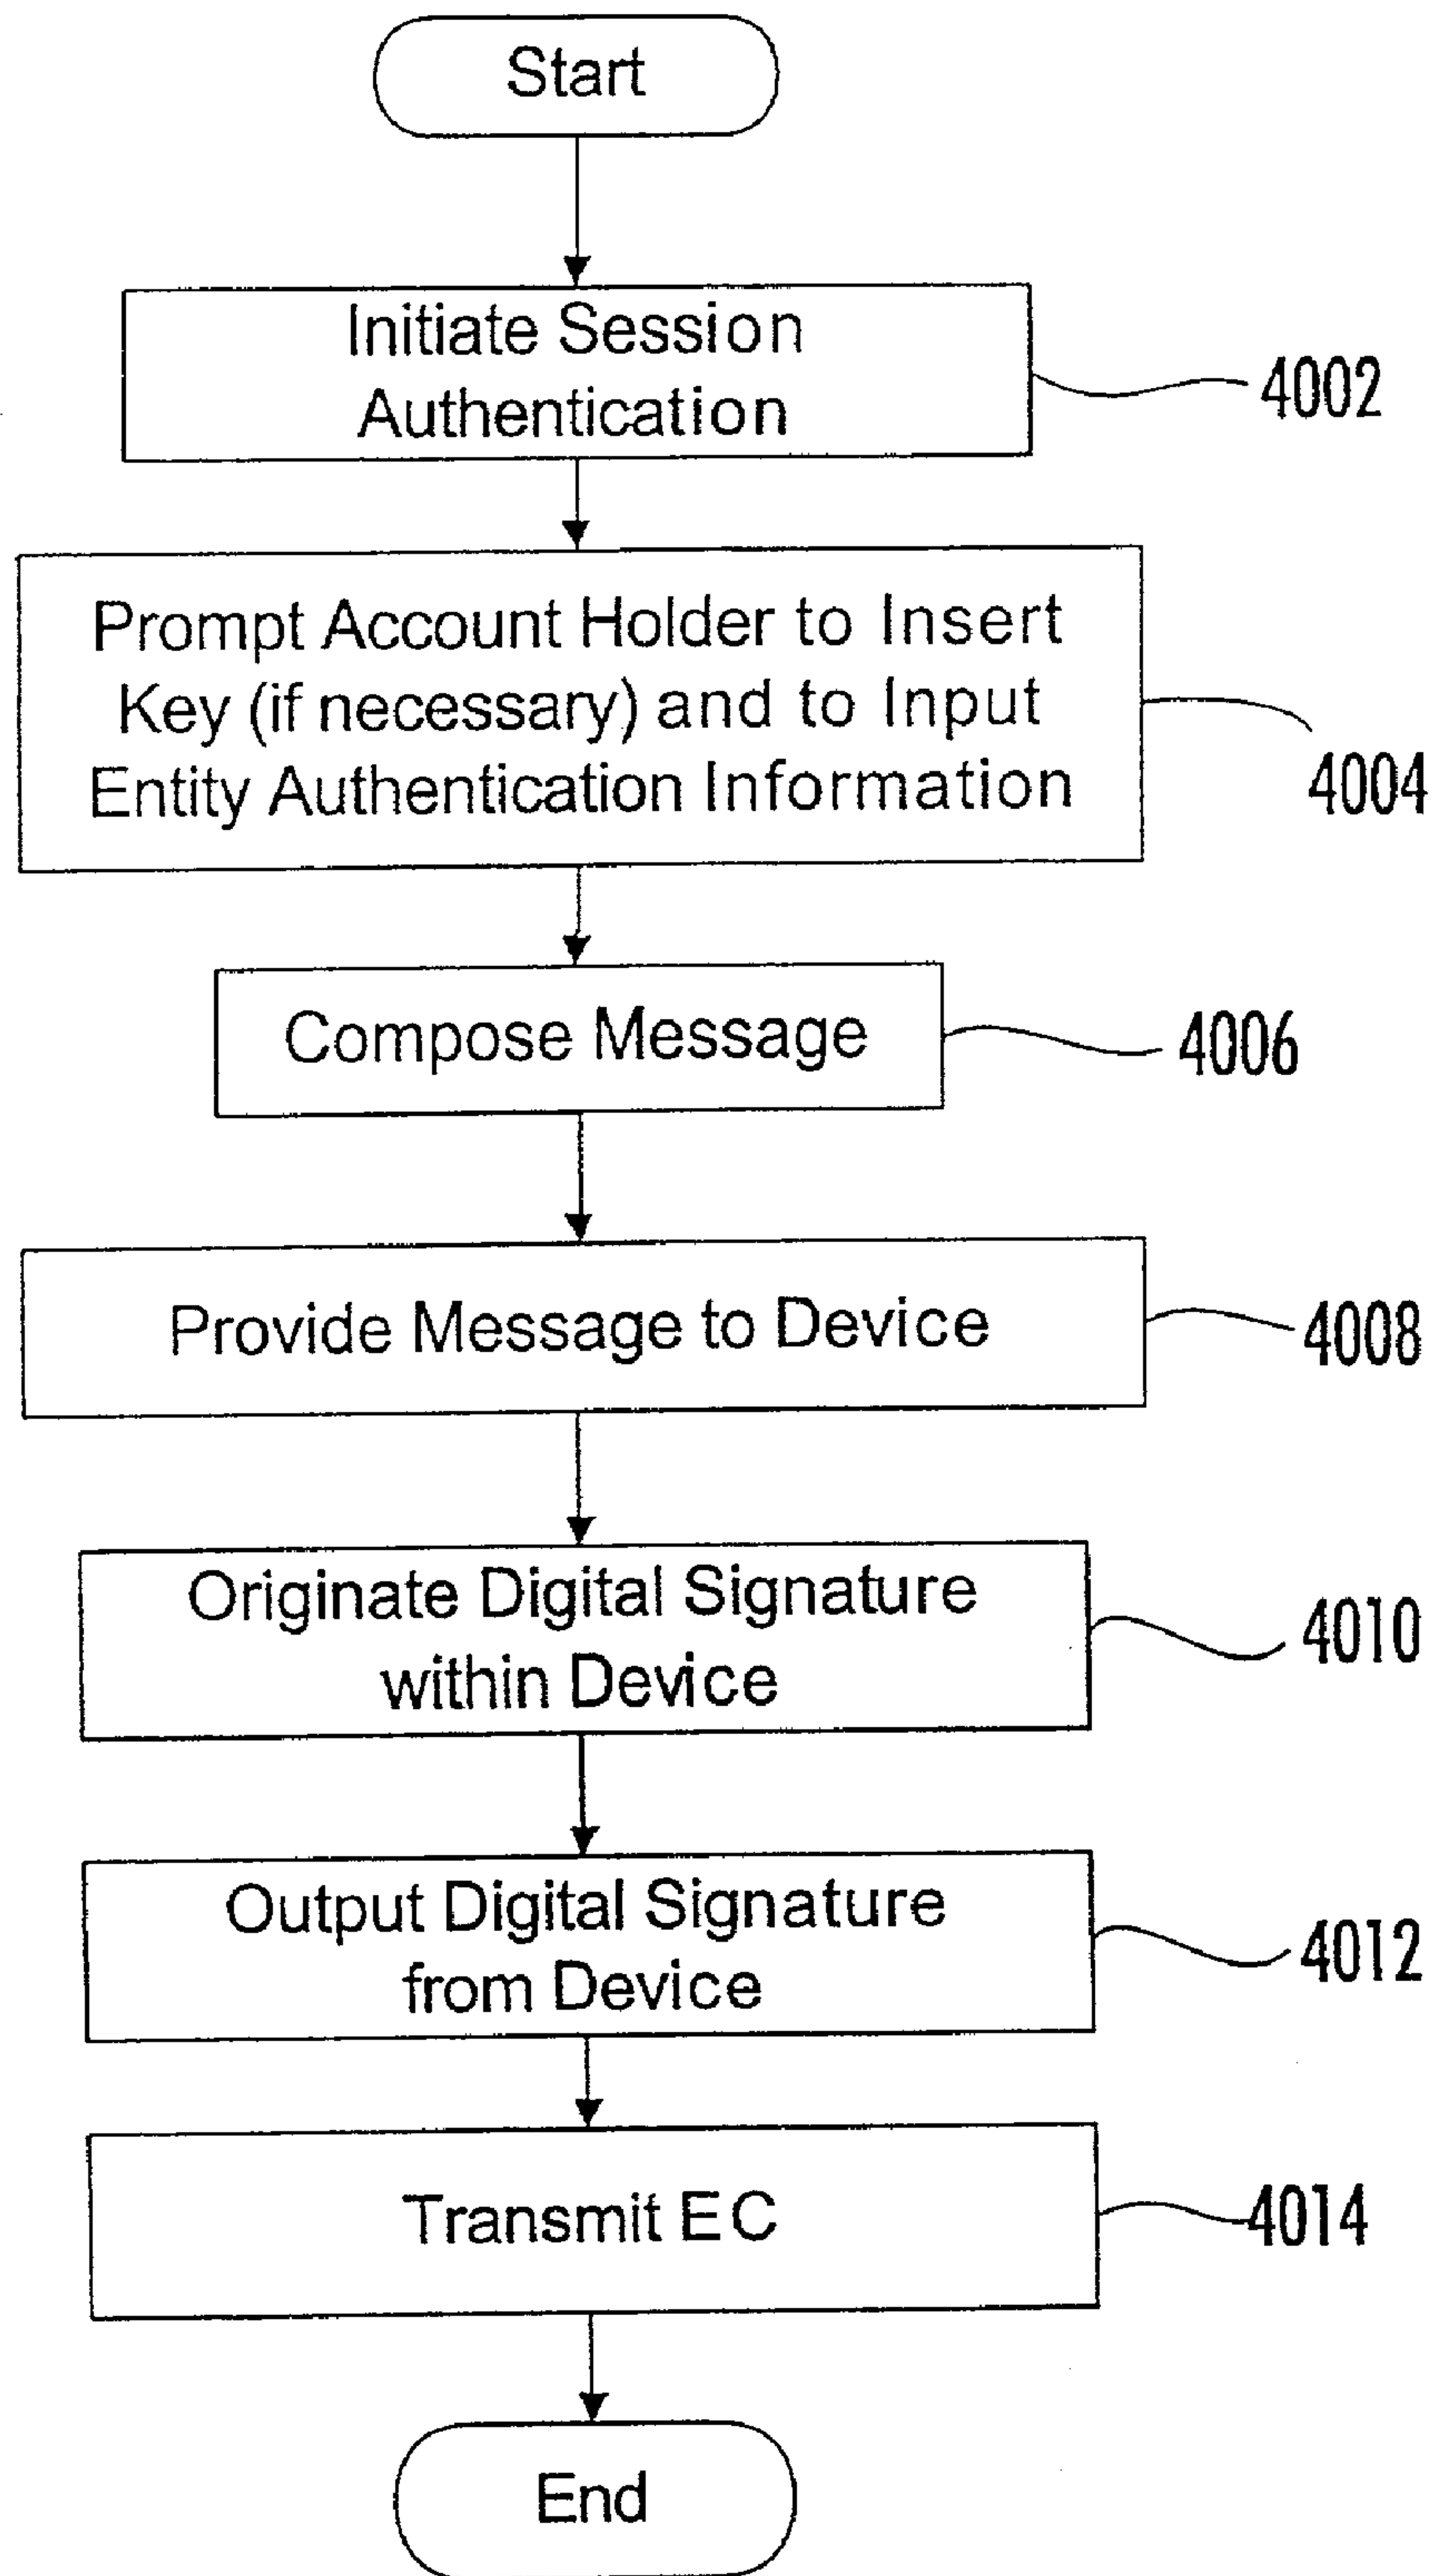 Start
Initiate Session
Authentication
4002
Prompt Account Holder to Insert
Key (if necessary) and to Input
Entity Authentication Information
4004
Compose Message
4006
Provide Message to Device
4008
Originate Digital Signature
within Device
4010
Output Digital Signature
from Device
4012
Transmit EC
4014
End